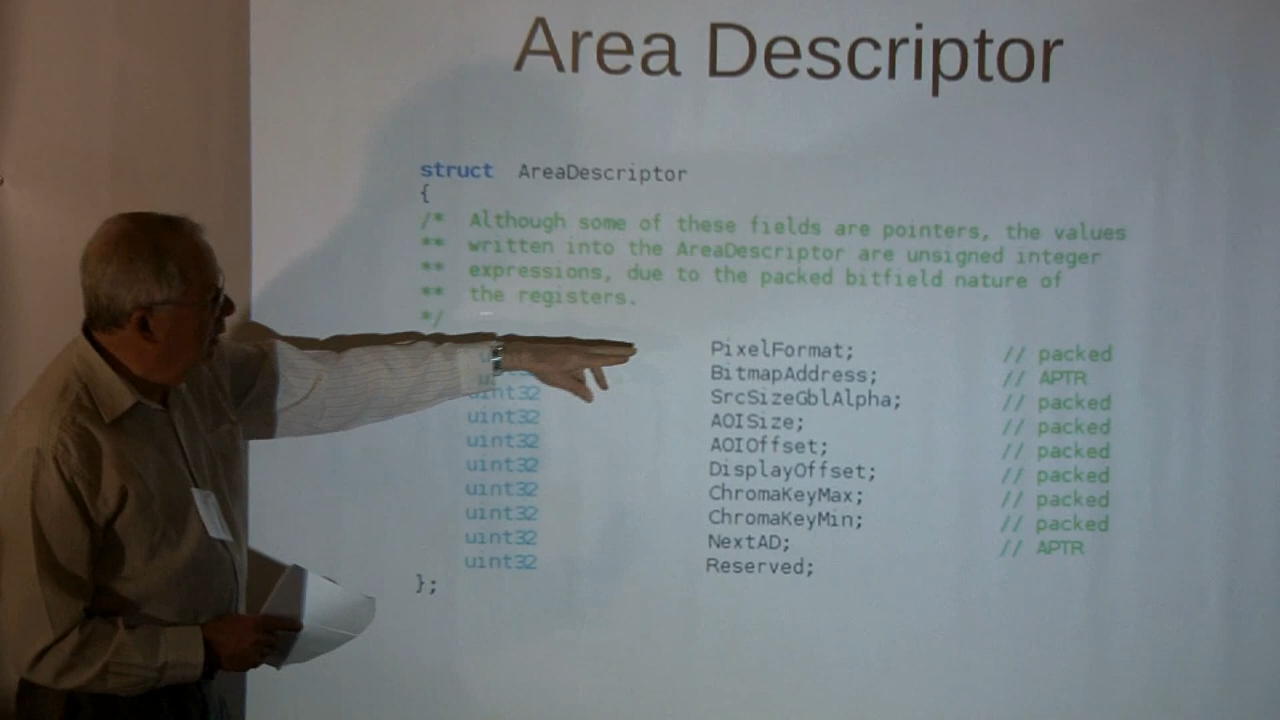 Area Descriptor
struct AreaDescriptor
{
/* Although some of these fields are pointers, the values
** written into the AreaDescriptor are unsigned integer
** expressions, due to the packed bitfield nature of
** the registers.
*/
PixelFormat; // packed
BitmapAddress; // APTR
uint32 SrcSizeGblAlpha; // packed
uint32 AOISize; // packed
uint32 AOIOffset; // packed
uint32 DisplayOffset; // packed
uint32 ChromaKeyMax; // packed
uint32 ChromaKeyMin; // packed
uint32 NextAD; // APTR
uint32 Reserved;
};